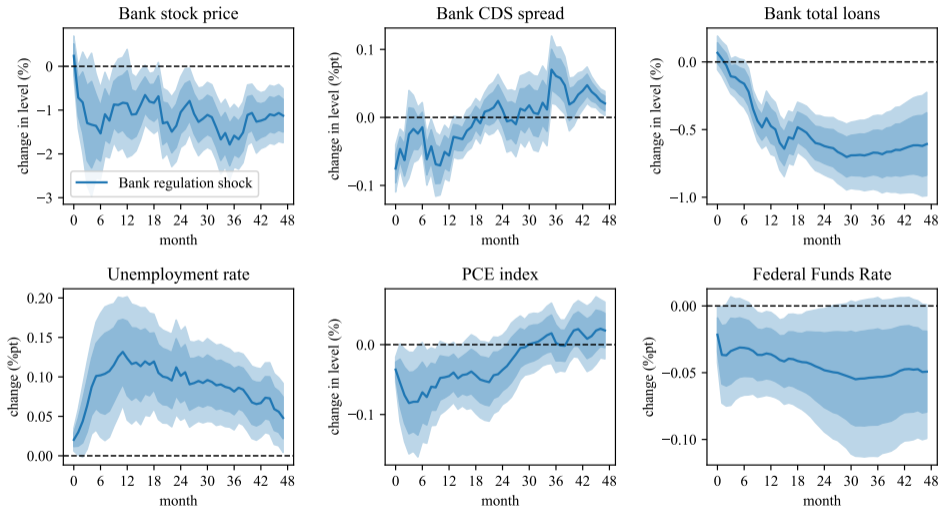 Bank stock price
change in level (%)
0
−1
−2
−3
Bank regulation shock
0 6 12 18 24 30 36 42 48
month
Bank CDS spread
change in level (%pt)
0.1
0.0
−0.1
0 6 12 18 24 30 36 42 48
month
Bank total loans
change in level (%)
0.0
−0.5
−1.0
0 6 12 18 24 30 36 42 48
month
Unemployment rate
change (%pt)
0.20
0.15
0.10
0.05
0.00
0 6 12 18 24 30 36 42 48
month
PCE index
change in level (%)
0.0
−0.1
0 6 12 18 24 30 36 42 48
month
Federal Funds Rate
change (%pt)
0.00
−0.05
−0.10
0 6 12 18 24 30 36 42 48
month